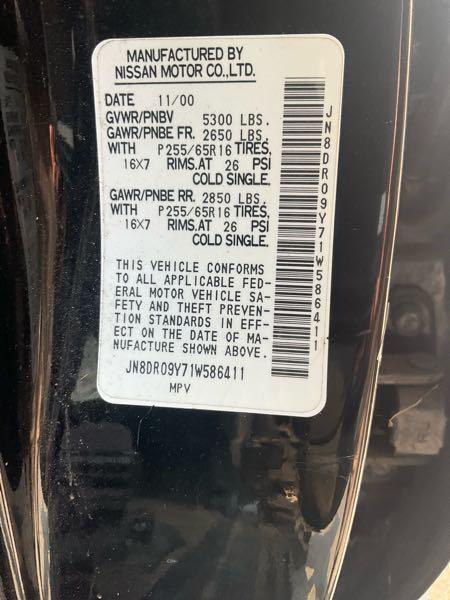 MANUFACTURED BY
NISSAN MOTOR CO.,LTD.
DATE 11/00
GVWR/PNBV 5300 LBS.
GAWR/PNBE FR. 2650 LBS.
WITH P255/65R16 TIRES,
16X7 RIMS.AT 26 PSI
COLD SINGLE.
GAWR/PNBE RR. 2850 LBS.
WITH P255/65R16 TIRES,
16X7 RIMS.AT 26 PSI
COLD SINGLE.
THIS VEHICLE CONFORMS
TO ALL APPLICABLE FED-
ERAL MOTOR VEHICLE SA-
FETY AND THEFT PREVEN-
TION STANDARDS IN EFF-
ECT ON THE DATE OF MA-
NUFACTURE SHOWN ABOVE.
JN8DR09Y71W586411
MPV
JN8DR09Y71W586411